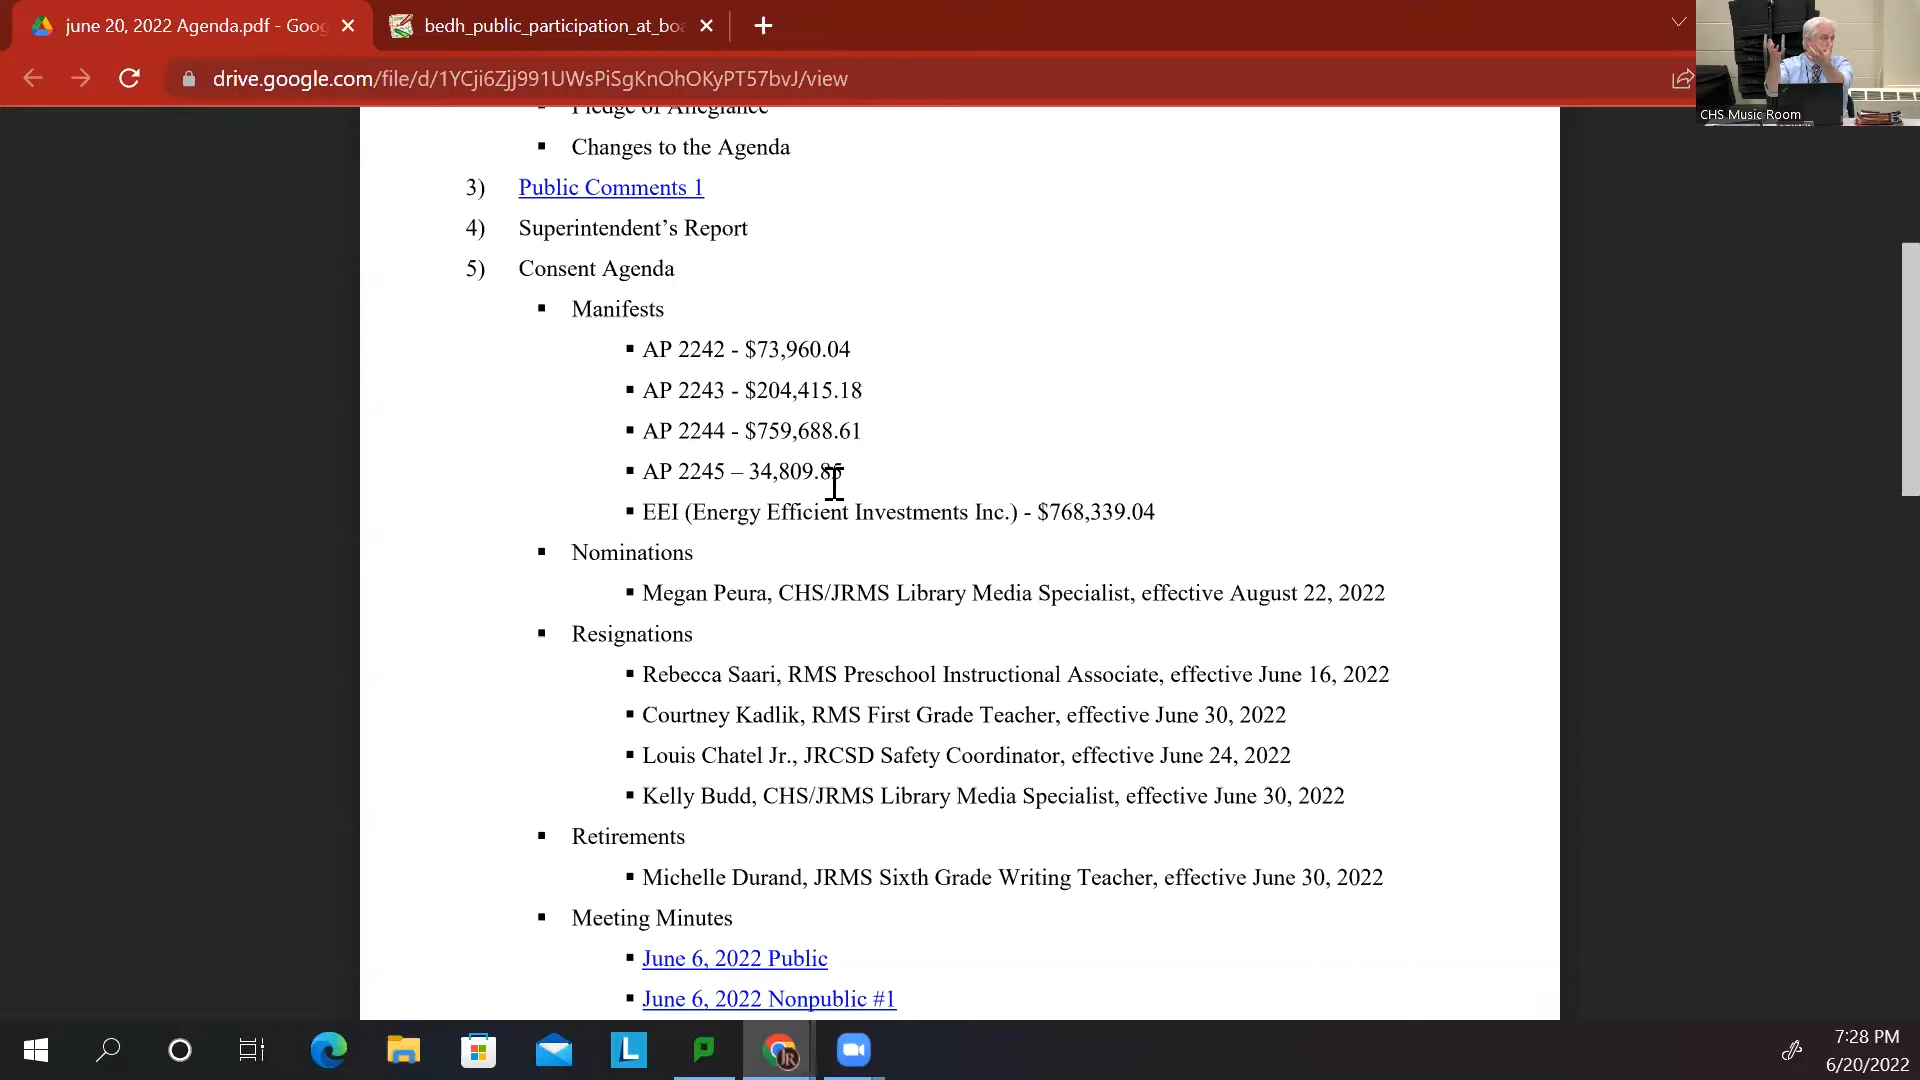 june 20, 2022 Agenda.pdf - Goog
bedh_public_participation_at_boa
drive.google.com/file/d/1YCji6Zjj991UWsPiSgKnOhOKyPT57bvJ/view
CHS Music Room
▪ Pledge of Allegiance
▪ Changes to the Agenda
3) Public Comments 1
4) Superintendent’s Report
5) Consent Agenda
▪ Manifests
▪ AP 2242 - $73,960.04
▪ AP 2243 - $204,415.18
▪ AP 2244 - $759,688.61
▪ AP 2245 – 34,809.85
▪ EEI (Energy Efficient Investments Inc.) - $768,339.04
▪ Nominations
▪ Megan Peura, CHS/JRMS Library Media Specialist, effective August 22, 2022
▪ Resignations
▪ Rebecca Saari, RMS Preschool Instructional Associate, effective June 16, 2022
▪ Courtney Kadlik, RMS First Grade Teacher, effective June 30, 2022
▪ Louis Chatel Jr., JRCSD Safety Coordinator, effective June 24, 2022
▪ Kelly Budd, CHS/JRMS Library Media Specialist, effective June 30, 2022
▪ Retirements
▪ Michelle Durand, JRMS Sixth Grade Writing Teacher, effective June 30, 2022
▪ Meeting Minutes
▪ June 6, 2022 Public
▪ June 6, 2022 Nonpublic #1
L
JR
7:28 PM
6/20/2022